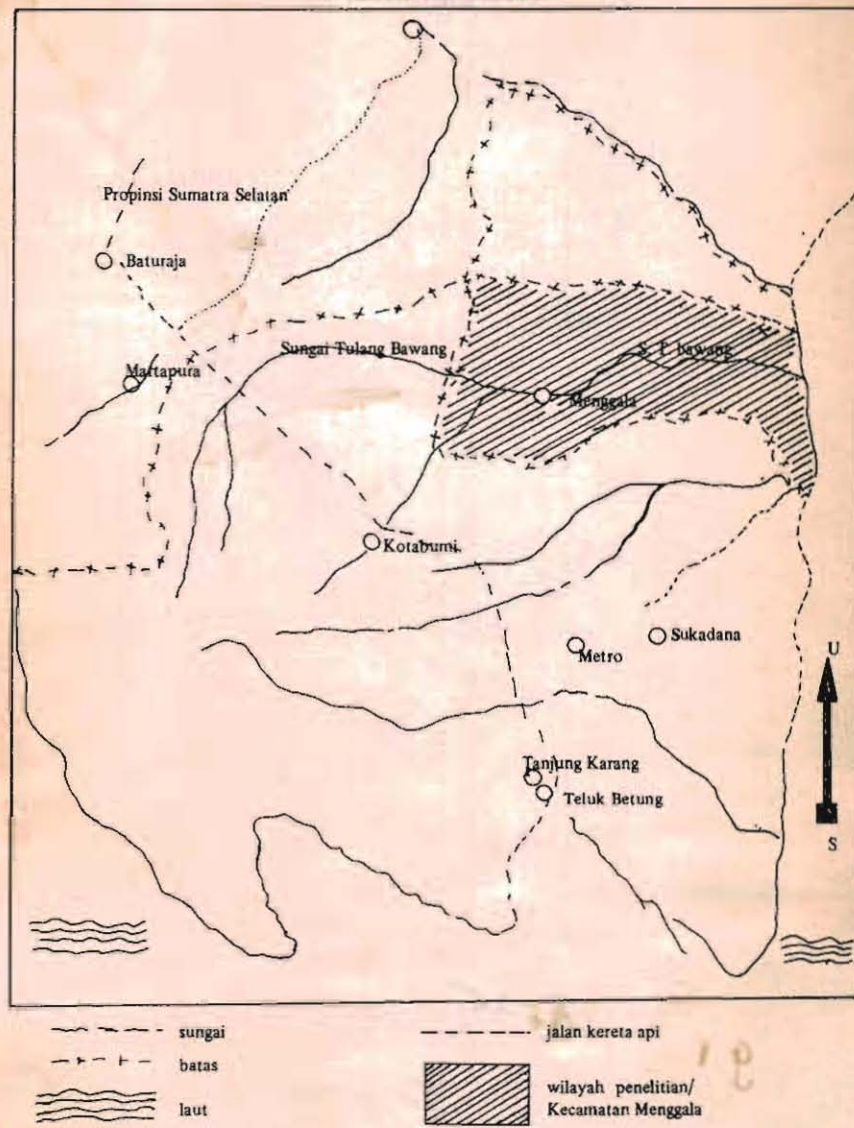 Propinsi Sumatra Selatan
Baturaja
Sungai Tulang Bawang
S. T. bawang
Martapura
Menggala
Kotabumi
Sukadana
Metro
U
Tanjung Karang
Teluk Betung
S
sungai
jalan kereta api
batas
laut
wilayah penelitian/
Kecamatan Menggala